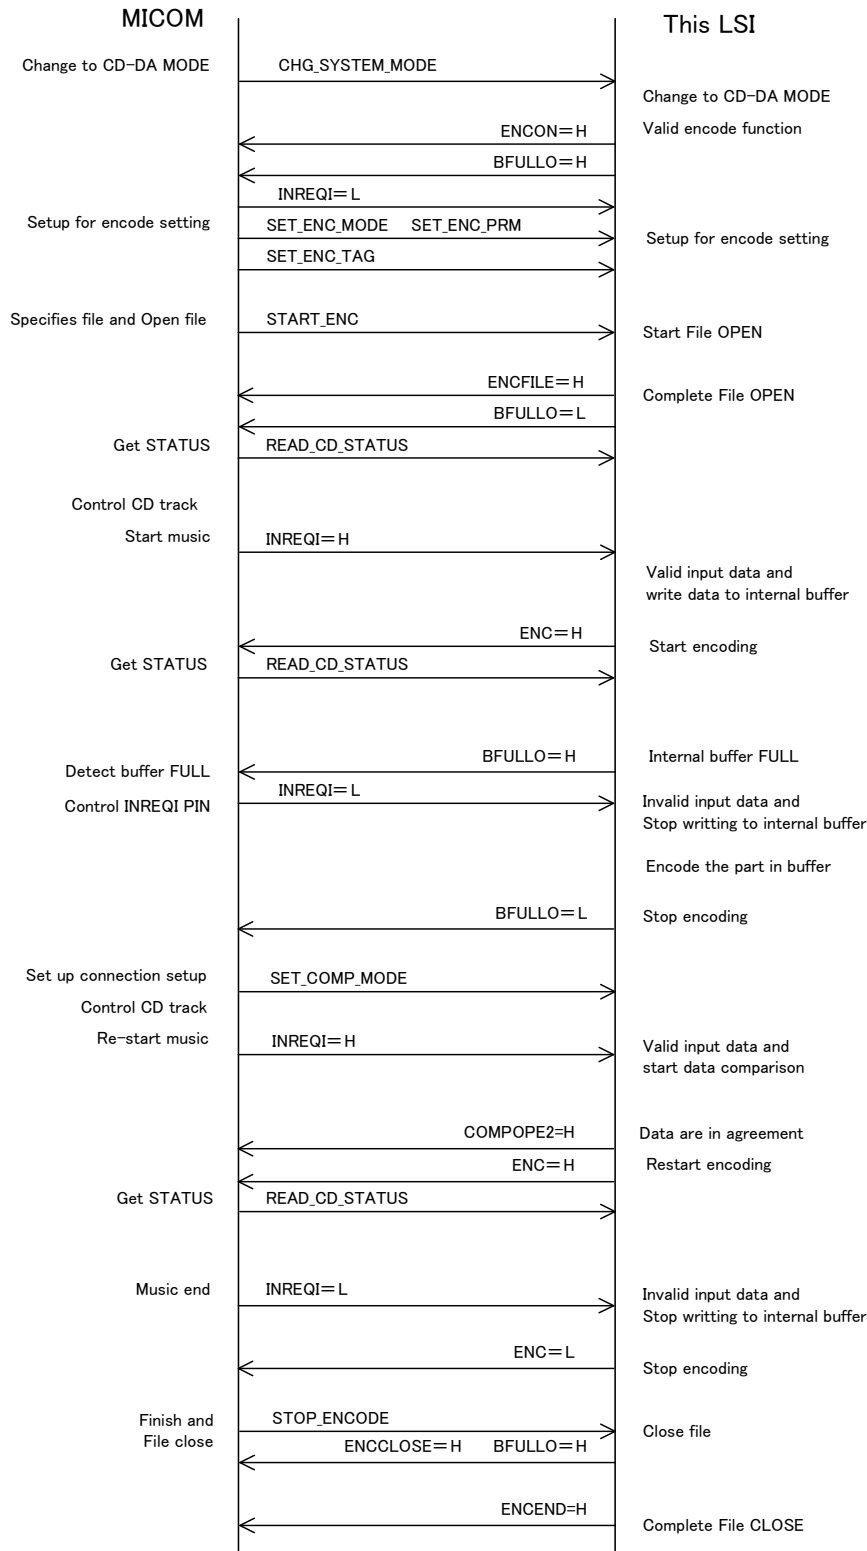 MICOM
This LSI
Change to CD-DA MODE
CHG_SYSTEM_MODE
Change to CD-DA MODE
ENCON=H
Valid encode function
BFULLO=H
INREQI=L
Setup for encode setting
SET_ENC_MODE SET_ENC_PRM
Setup for encode setting
SET_ENC_TAG
Specifies file and Open file
START_ENC
Start File OPEN
ENCFILE=H
Complete File OPEN
BFULLO=L
Get STATUS
READ_CD_STATUS
Control CD track
Start music
INREQI=H
Valid input data and
write data to internal buffer
ENC=H
Start encoding
Get STATUS
READ_CD_STATUS
BFULLO=H
Internal buffer FULL
Detect buffer FULL
INREQI=L
Control INREQI PIN
Invalid input data and
Stop writting to internal buffer
Encode the part in buffer
BFULLO=L
Stop encoding
Set up connection setup
SET_COMP_MODE
Control CD track
Re-start music
INREQI=H
Valid input data and
start data comparison
COMPOPE2=H
Data are in agreement
ENC=H
Restart encoding
Get STATUS
READ_CD_STATUS
Music end
INREQI=L
Invalid input data and
Stop writting to internal buffer
ENC=L
Stop encoding
Finish and
File close
STOP_ENCODE
Close file
ENCCLOSE=H BFULLO=H
ENCEND=H
Complete File CLOSE